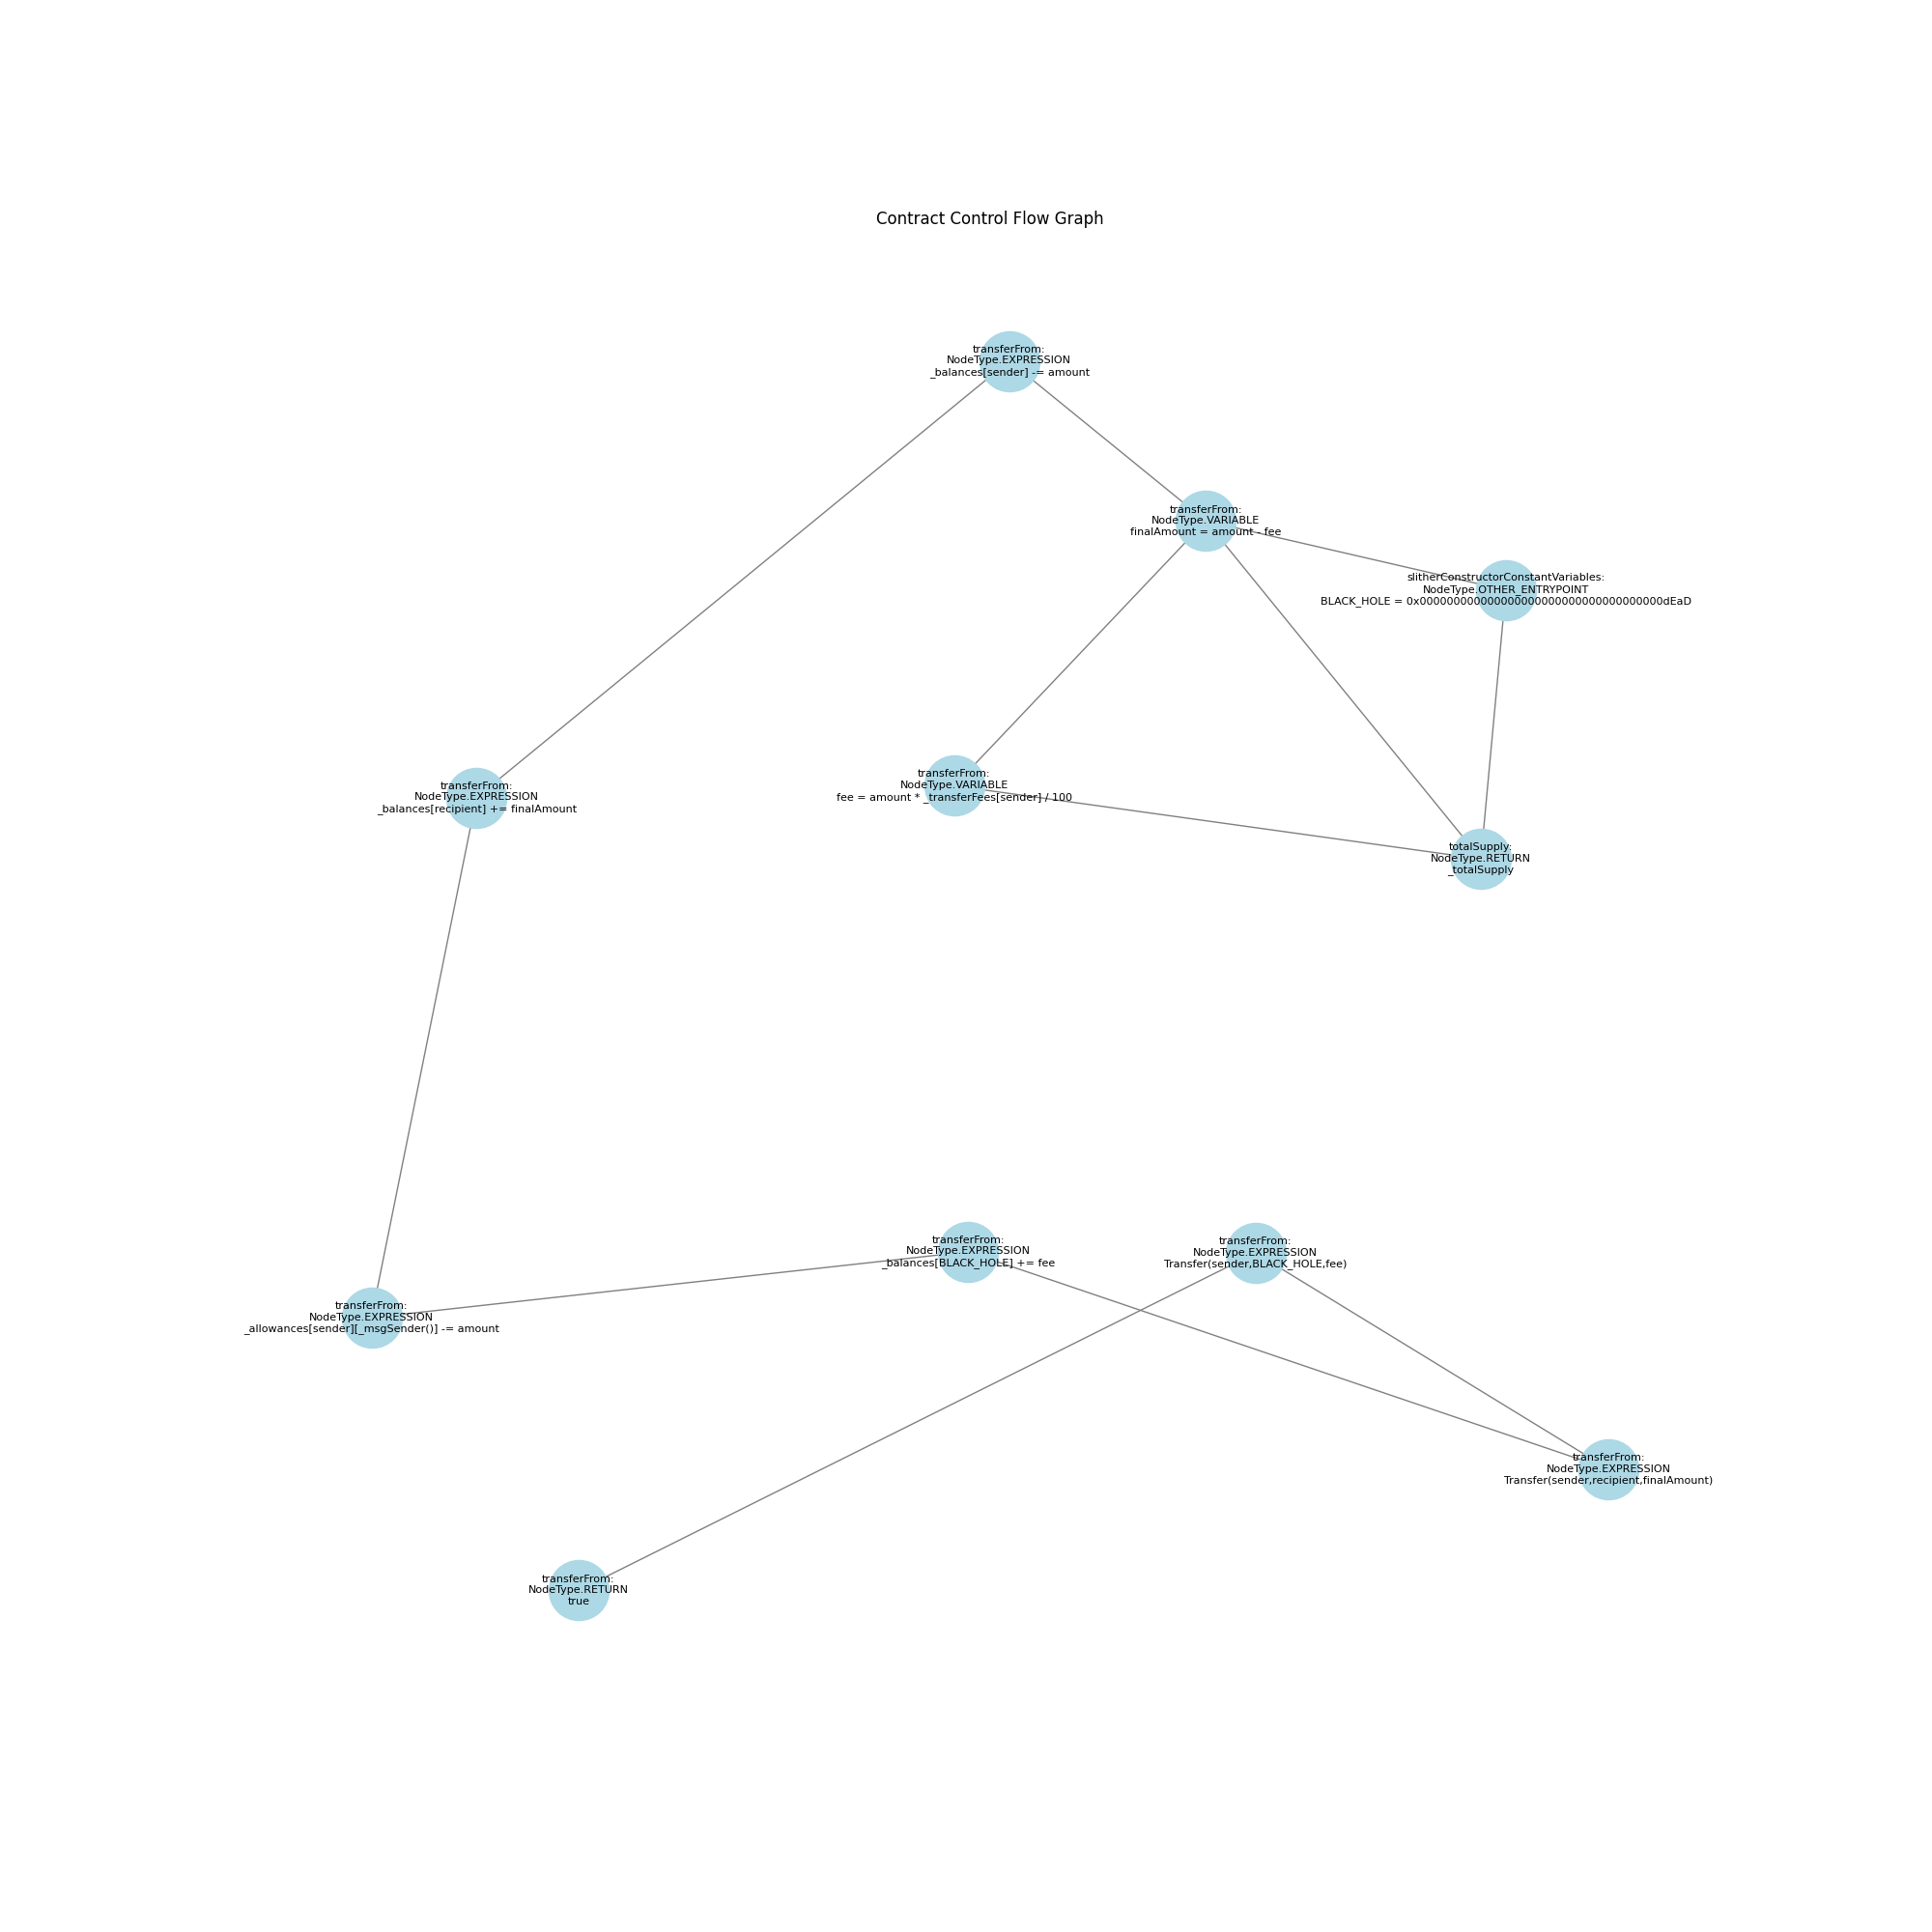 Contract Control Flow Graph
transferFrom:
NodeType.EXPRESSION
_balances[sender] -= amount
transferFrom:
NodeType.VARIABLE
finalAmount = amount - fee
slitherConstructorConstantVariables:
NodeType.OTHER_ENTRYPOINT
BLACK_HOLE = 0x000000000000000000000000000000000000dEaD
transferFrom:
NodeType.EXPRESSION
_balances[recipient] += finalAmount
transferFrom:
NodeType.VARIABLE
fee = amount * _transferFees[sender] / 100
totalSupply:
NodeType.RETURN
_totalSupply
transferFrom:
NodeType.EXPRESSION
_balances[BLACK_HOLE] += fee
transferFrom:
NodeType.EXPRESSION
Transfer(sender,BLACK_HOLE,fee)
transferFrom:
NodeType.EXPRESSION
_allowances[sender][_msgSender()] -= amount
transferFrom:
NodeType.EXPRESSION
Transfer(sender,recipient,finalAmount)
transferFrom:
NodeType.RETURN
true